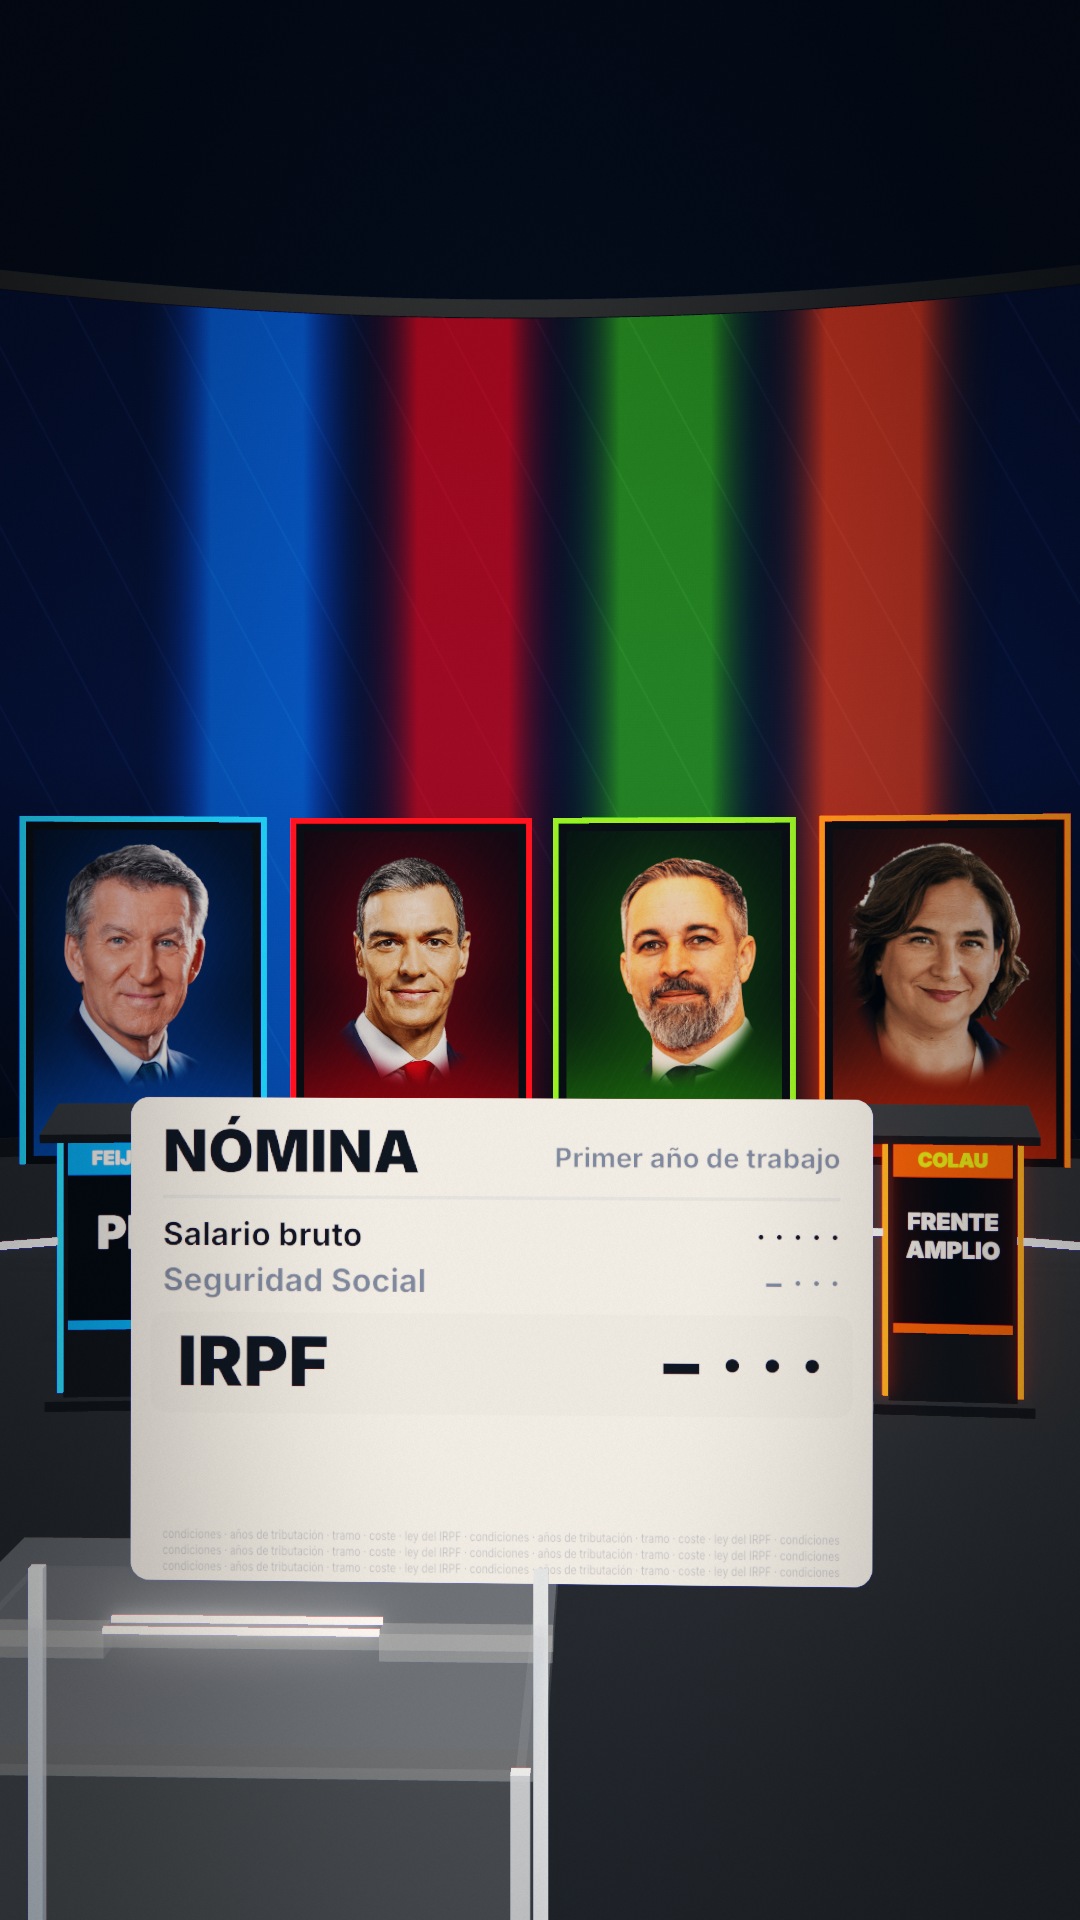 FEIJ
NÓMINA
Primer año de trabajo
COLAU
P
FRENTE
AMPLIO
Salario bruto
· · · · ·
Seguridad Social
– · · ·
IRPF
– · · ·
condiciones · años de tributación · tramo · coste · ley del IRPF · condiciones · años de tributación · tramo · coste · ley del IRPF · condiciones
condiciones · años de tributación · tramo · coste · ley del IRPF · condiciones · años de tributación · tramo · coste · ley del IRPF · condiciones
condiciones · años de tributación · tramo · coste · ley del IRPF · condiciones · años de tributación · tramo · coste · ley del IRPF · condiciones